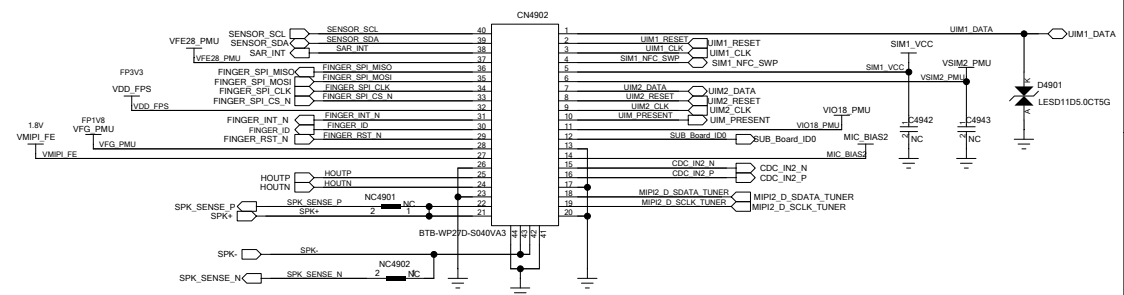 CN4902
SENSOR_SCL SENSOR_SCL 40
SENSOR_SDA SENSOR_SDA 39
SAR_INT SAR_INT 38
VFE28_PMU VFE28_PMU 37
FINGER_SPI_MISO FINGER_SPI_MISO 36
FINGER_SPI_MOSI FINGER_SPI_MOSI 35
FINGER_SPI_CLK FINGER_SPI_CLK 34
FINGER_SPI_CS_N FINGER_SPI_CS_N 33
FP3V3
VDD_FPS VDD_FPS 32
FINGER_INT_N FINGER_INT_N 31
FINGER_ID FINGER_ID 30
FINGER_RST_N FINGER_RST_N 29
FP1V8
VFG_PMU VFG_PMU 28
1.8V
VMIPI_FE VMIPI_FE 27
26
HOUTP HOUTP 25
HOUTN HOUTN 24
23
SPK_SENSE_P SPK_SENSE_P NC4901 NC 22
SPK+ SPK+ 2 1 21
BTB-WP27D-S040VA3
44 43 42 41
SPK- SPK-
SPK_SENSE_N SPK_SENSE_N NC4902 2 1 NC
1 UIM1_DATA UIM1_DATA
2 UIM1_RESET UIM1_RESET
3 UIM1_CLK UIM1_CLK
4 SIM1_NFC_SWP SIM1_NFC_SWP
5 SIM1_VCC SIM1_VCC
6 VSIM2_PMU VSIM2_PMU
7 UIM2_DATA UIM2_DATA
8 UIM2_RESET UIM2_RESET
9 UIM2_CLK UIM2_CLK
10 UIM_PRESENT UIM_PRESENT
11 VIO18_PMU VIO18_PMU
12 SUB_Board_ID0 SUB_Board_ID0
13
14 MIC_BIAS2 MIC_BIAS2
15 CDC_IN2_N CDC_IN2_N
16 CDC_IN2_P CDC_IN2_P
17
18 MIPI2_D_SDATA_TUNER MIPI2_D_SDATA_TUNER
19 MIPI2_D_SCLK_TUNER MIPI2_D_SCLK_TUNER
20
C4942
2 1 NC
C4943
2 1 NC
K
D4901
LESD11D5.0CT5G
A